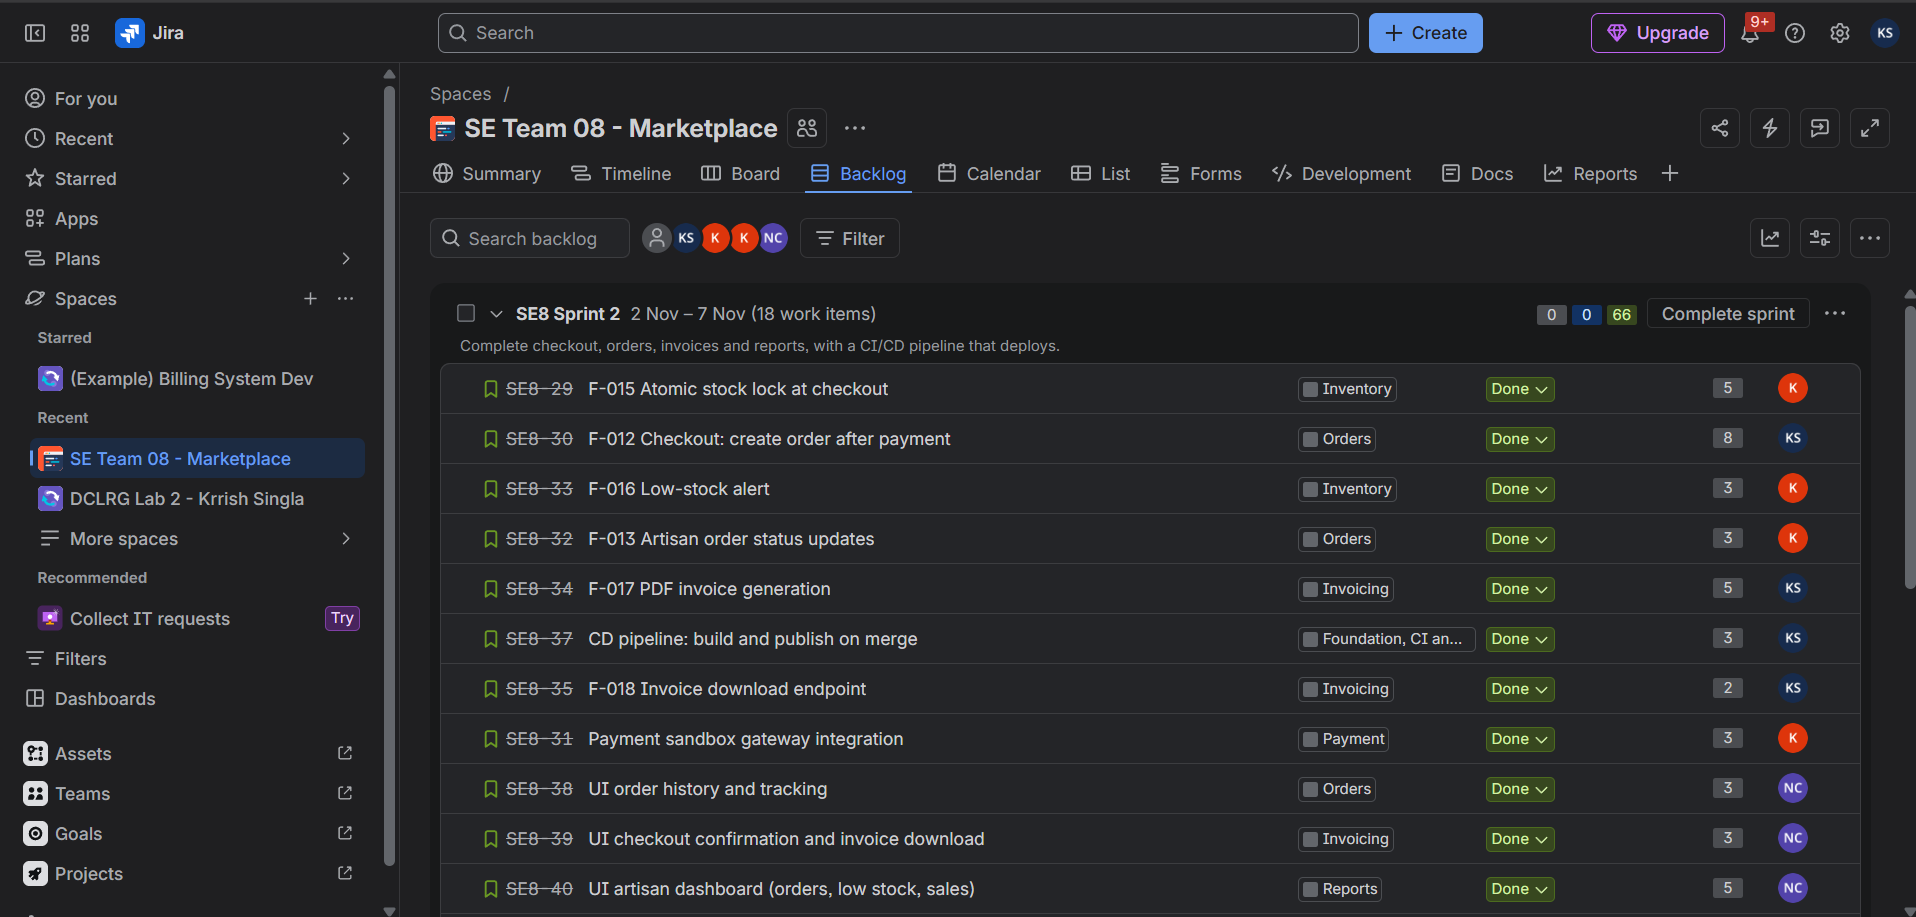 Jira
Search
Create
Upgrade
9+
KS
For you
Recent
Starred
Apps
Plans
Spaces
Starred
(Example) Billing System Dev
Recent
SE Team 08 - Marketplace
DCLRG Lab 2 - Krrish Singla
More spaces
Recommended
Collect IT requests Try
Filters
Dashboards
Assets
Teams
Goals
Projects
Spaces /
SE Team 08 - Marketplace
Summary Timeline Board Backlog Calendar List Forms Development Docs Reports
Search backlog KS K K NC Filter
SE8 Sprint 2 2 Nov – 7 Nov (18 work items) 0 0 66 Complete sprint
Complete checkout, orders, invoices and reports, with a CI/CD pipeline that deploys.
SE8-29 F-015 Atomic stock lock at checkout Inventory Done 5 K
SE8-30 F-012 Checkout: create order after payment Orders Done 8 KS
SE8-33 F-016 Low-stock alert Inventory Done 3 K
SE8-32 F-013 Artisan order status updates Orders Done 3 K
SE8-34 F-017 PDF invoice generation Invoicing Done 5 KS
SE8-37 CD pipeline: build and publish on merge Foundation, CI an... Done 3 KS
SE8-35 F-018 Invoice download endpoint Invoicing Done 2 KS
SE8-31 Payment sandbox gateway integration Payment Done 3 K
SE8-38 UI order history and tracking Orders Done 3 NC
SE8-39 UI checkout confirmation and invoice download Invoicing Done 3 NC
SE8-40 UI artisan dashboard (orders, low stock, sales) Reports Done 5 NC